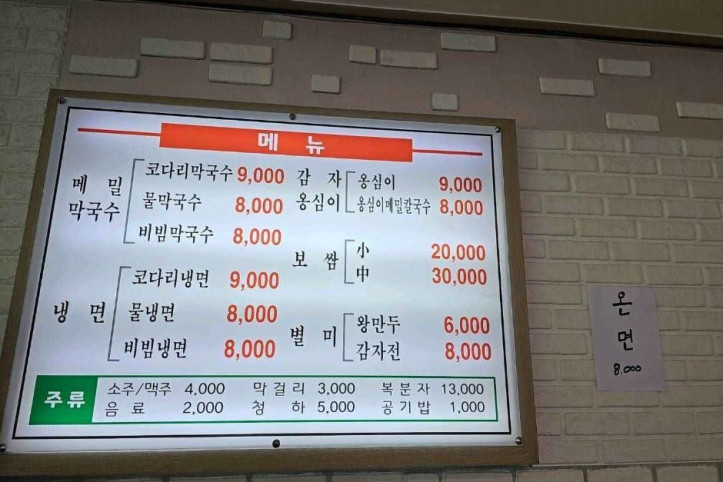 메 뉴
메 밀
막국수
코다리막국수 9,000
물막국수 8,000
비빔막국수 8,000
냉 면
코다리냉면 9,000
물냉면 8,000
비빔냉면 8,000
감 자
옹심이
옹심이 9,000
옹심이메밀칼국수 8,000
보 쌈
小 20,000
中 30,000
별 미
왕만두 6,000
감자전 8,000
주류
소주/맥주 4,000 막걸리 3,000 복분자 13,000
음 료 2,000 청 하 5,000 공기밥 1,000
온
면
8,000